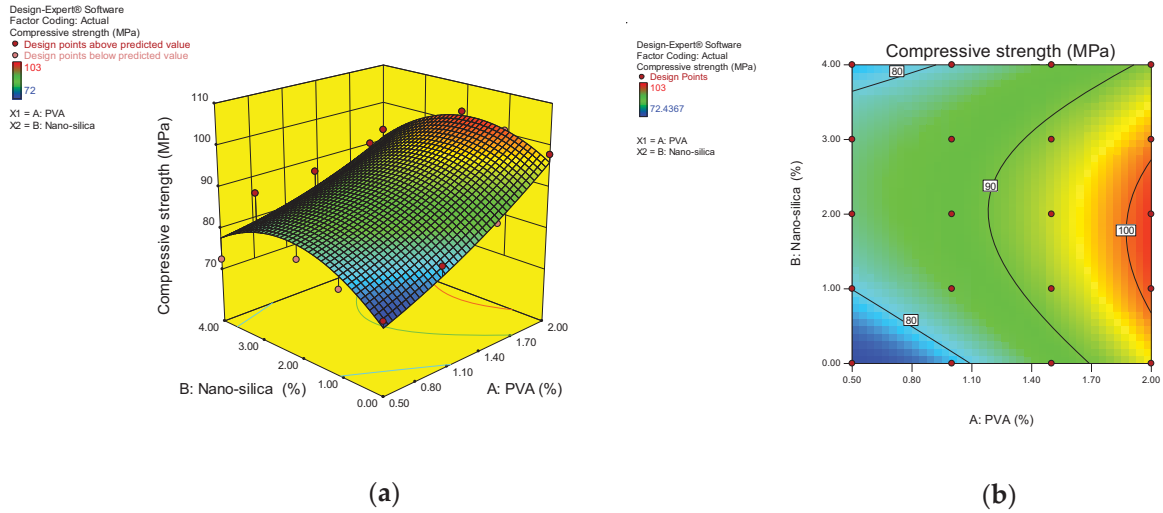 Design-Expert® Software
Factor Coding: Actual
Compressive strength (MPa)
Design points above predicted value
Design points below predicted value
103
72
X1 = A: PVA
X2 = B: Nano-silica
110
100
90
80
70
Compressive strength (MPa)
4.00
3.00
2.00
1.00
0.00
B: Nano-silica (%)
2.00
1.70
1.40
1.10
0.80
0.50
A: PVA (%)
(a)
Design-Expert® Software
Factor Coding: Actual
Compressive strength (MPa)
Design Points
103
72.4367
X1 = A: PVA
X2 = B: Nano-silica
Compressive strength (MPa)
4.00
3.00
2.00
1.00
0.00
B: Nano-silica (%)
80
90
100
80
0.50 0.80 1.10 1.40 1.70 2.00
A: PVA (%)
(b)